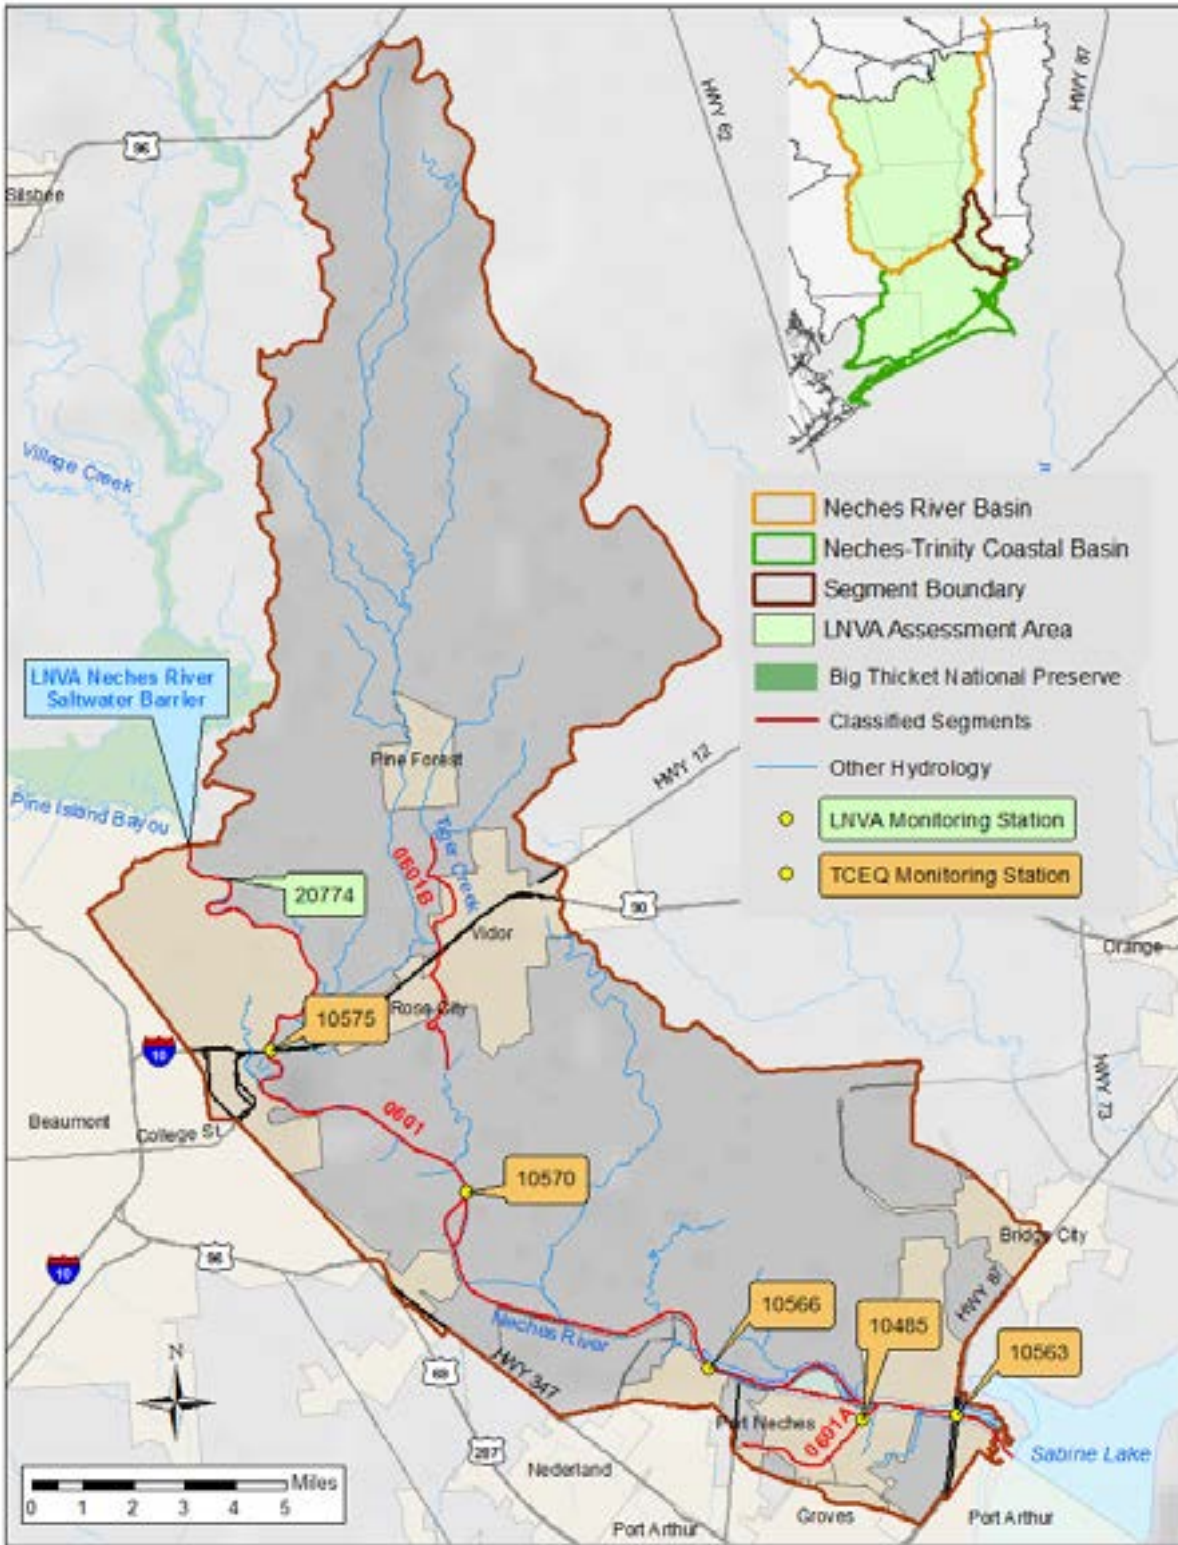 96
HWY 62
HWY 87
Silsbee
Village Creek
Neches River Basin
Neches-Trinity Coastal Basin
Segment Boundary
LNVA Assessment Area
Big Thicket National Preserve
Classified Segments
Other Hydrology
LNVA Monitoring Station
TCEQ Monitoring Station
LNVA Neches River
Saltwater Barrier
Pine Forest
HWY 12
Pine Island Bayou
Tiger Creek
0601B
20774
Vidor
90
Orange
10575
Rose City
10
HWY 73
Beaumont
College St.
0601
10570
Bridge City
96
10
HWY 87
10566
10485
10563
Neches River
N
69
HWY 347
Port Neches
0601A
287
Nederland
Sabine Lake
Miles
0 1 2 3 4 5
Port Arthur
Groves
Port Arthur